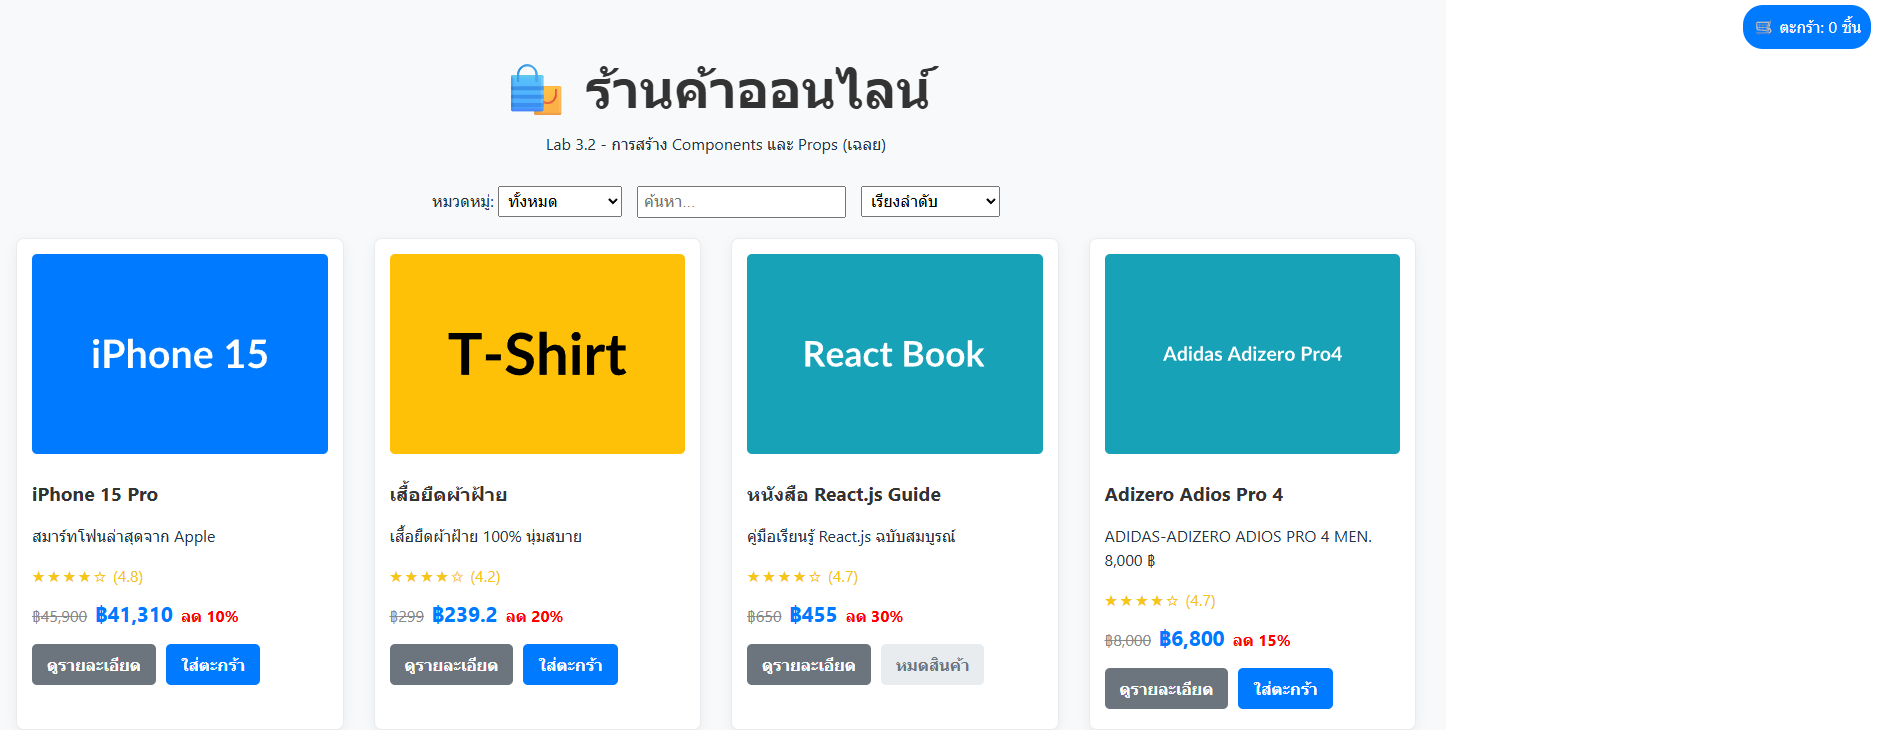 ตะกร้า: 0 ชิ้น
ร้านค้าออนไลน์
Lab 3.2 - การสร้าง Components และ Props (เฉลย)
หมวดหมู่: ทั้งหมด ค้นหา... เรียงลำดับ
iPhone 15
iPhone 15 Pro
สมาร์ทโฟนล่าสุดจาก Apple
★★★★☆ (4.8)
฿45,900 ฿41,310 ลด 10%
ดูรายละเอียด ใส่ตะกร้า
T-Shirt
เสื้อยืดผ้าฝ้าย
เสื้อยืดผ้าฝ้าย 100% นุ่มสบาย
★★★★☆ (4.2)
฿299 ฿239.2 ลด 20%
ดูรายละเอียด ใส่ตะกร้า
React Book
หนังสือ React.js Guide
คู่มือเรียนรู้ React.js ฉบับสมบูรณ์
★★★★☆ (4.7)
฿650 ฿455 ลด 30%
ดูรายละเอียด หมดสินค้า
Adidas Adizero Pro4
Adizero Adios Pro 4
ADIDAS-ADIZERO ADIOS PRO 4 MEN.
8,000 ฿
★★★★☆ (4.7)
฿8,000 ฿6,800 ลด 15%
ดูรายละเอียด ใส่ตะกร้า